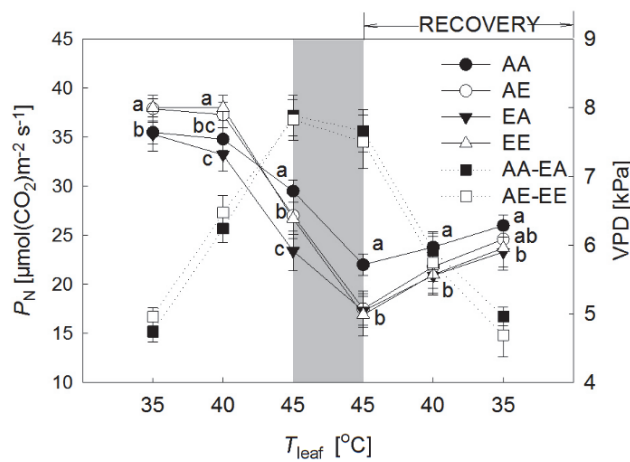 RECOVERY
45
40
35
30
25
20
15
10
P_N [µmol(CO₂)m⁻² s⁻¹]
9
8
7
6
5
4
VPD [kPa]
AA
AE
EA
EE
AA-EA
AE-EE
a
b
a
bc
c
a
b
c
a
b
a
b
a
ab
b
35 40 45 45 40 35
T_leaf [°C]